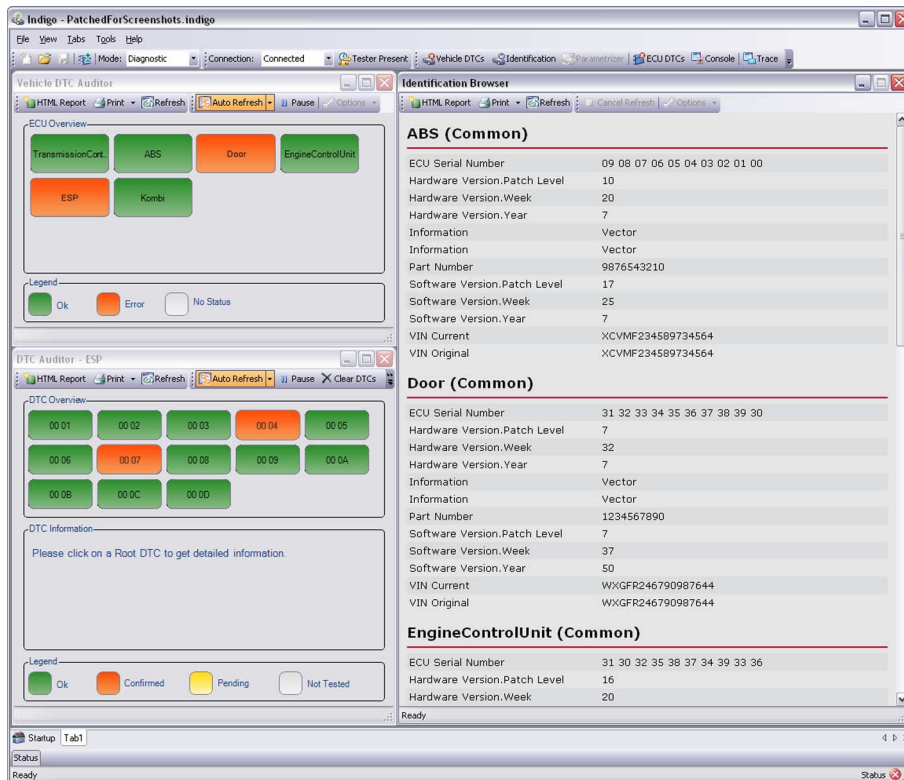 Indigo - PatchedForScreenshots.indigo
File View Tabs Tools Help
Mode: Diagnostic Connection: Connected Tester Present Vehicle DTCs Identification Parametrizer ECU DTCs Console Trace
Vehicle DTC Auditor
HTML Report Print Refresh Auto Refresh Pause Options
ECU Overview
TransmissionCont.. ABS Door EngineControlUnit
ESP Kombi
Legend
Ok Error No Status
DTC Auditor - ESP
HTML Report Print Refresh Auto Refresh Pause Clear DTCs
DTC Overview
00 01 00 02 00 03 00 04 00 05
00 06 00 07 00 08 00 09 00 0A
00 0B 00 0C 00 0D
DTC Information
Please click on a Root DTC to get detailed information.
Legend
Ok Confirmed Pending Not Tested
Identification Browser
HTML Report Print Refresh Cancel Refresh Options
ABS (Common)
ECU Serial Number 09 08 07 06 05 04 03 02 01 00
Hardware Version.Patch Level 10
Hardware Version.Week 20
Hardware Version.Year 7
Information Vector
Information Vector
Part Number 9876543210
Software Version.Patch Level 17
Software Version.Week 25
Software Version.Year 7
VIN Current XCVMF234589734564
VIN Original XCVMF234589734564
Door (Common)
ECU Serial Number 31 32 33 34 35 36 37 38 39 30
Hardware Version.Patch Level 7
Hardware Version.Week 32
Hardware Version.Year 7
Information Vector
Information Vector
Part Number 1234567890
Software Version.Patch Level 7
Software Version.Week 37
Software Version.Year 50
VIN Current WXGFR246790987644
VIN Original WXGFR246790987644
EngineControlUnit (Common)
ECU Serial Number 31 30 32 35 38 37 34 39 33 36
Hardware Version.Patch Level 16
Hardware Version.Week 20
Ready
Startup Tab1
Status
Ready Status